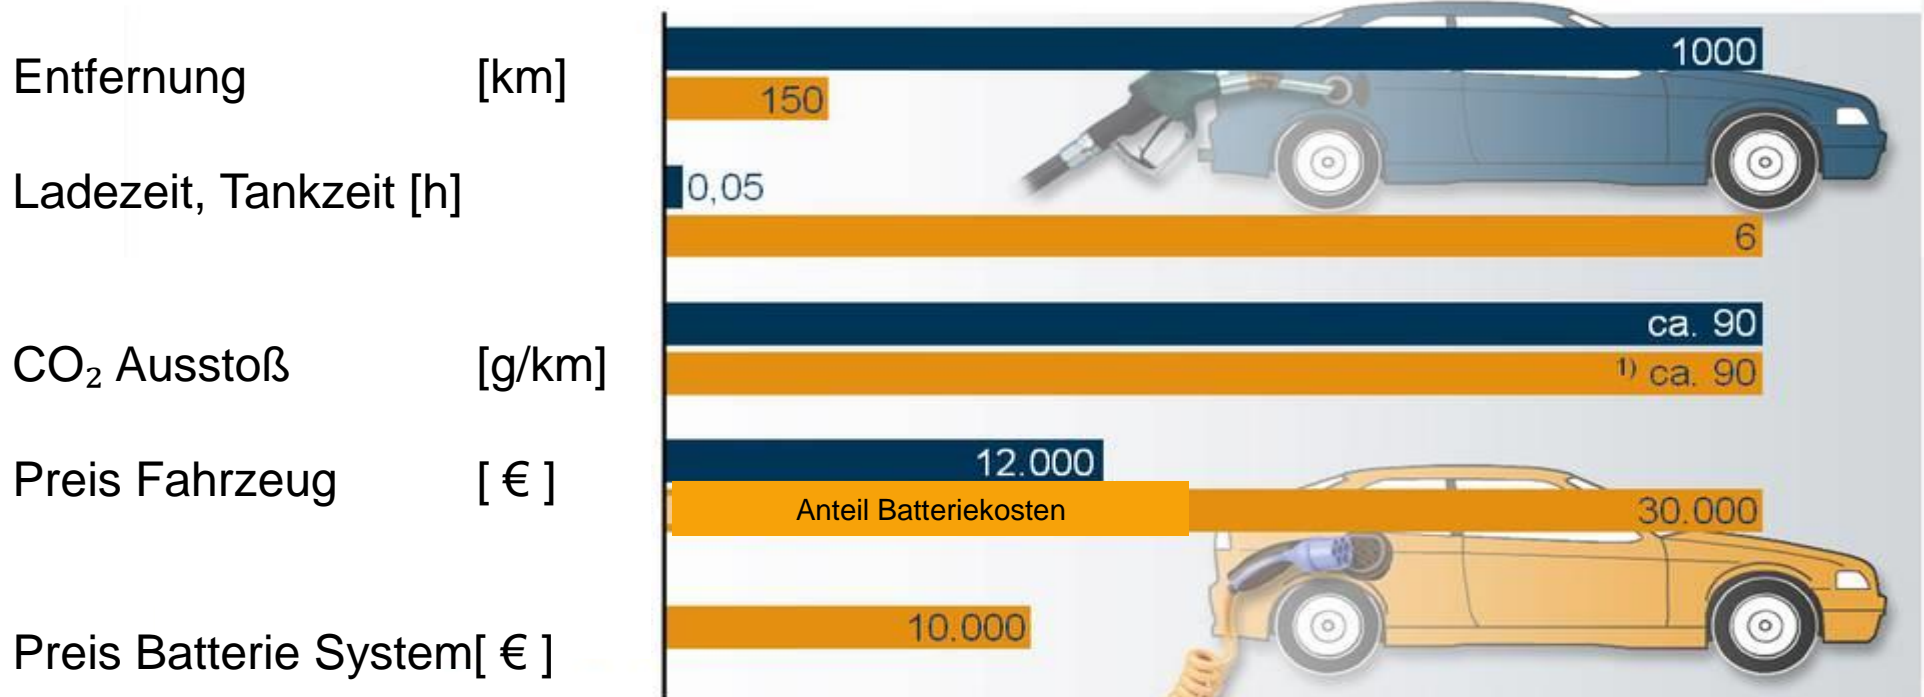 1000
Entfernung [km]
150
Ladezeit, Tankzeit [h]
0,05
6
ca. 90
CO₂ Ausstoß [g/km]
¹⁾ ca. 90
12.000
Preis Fahrzeug [ € ]
Anteil Batteriekosten
30.000
10.000
Preis Batterie System[ € ]